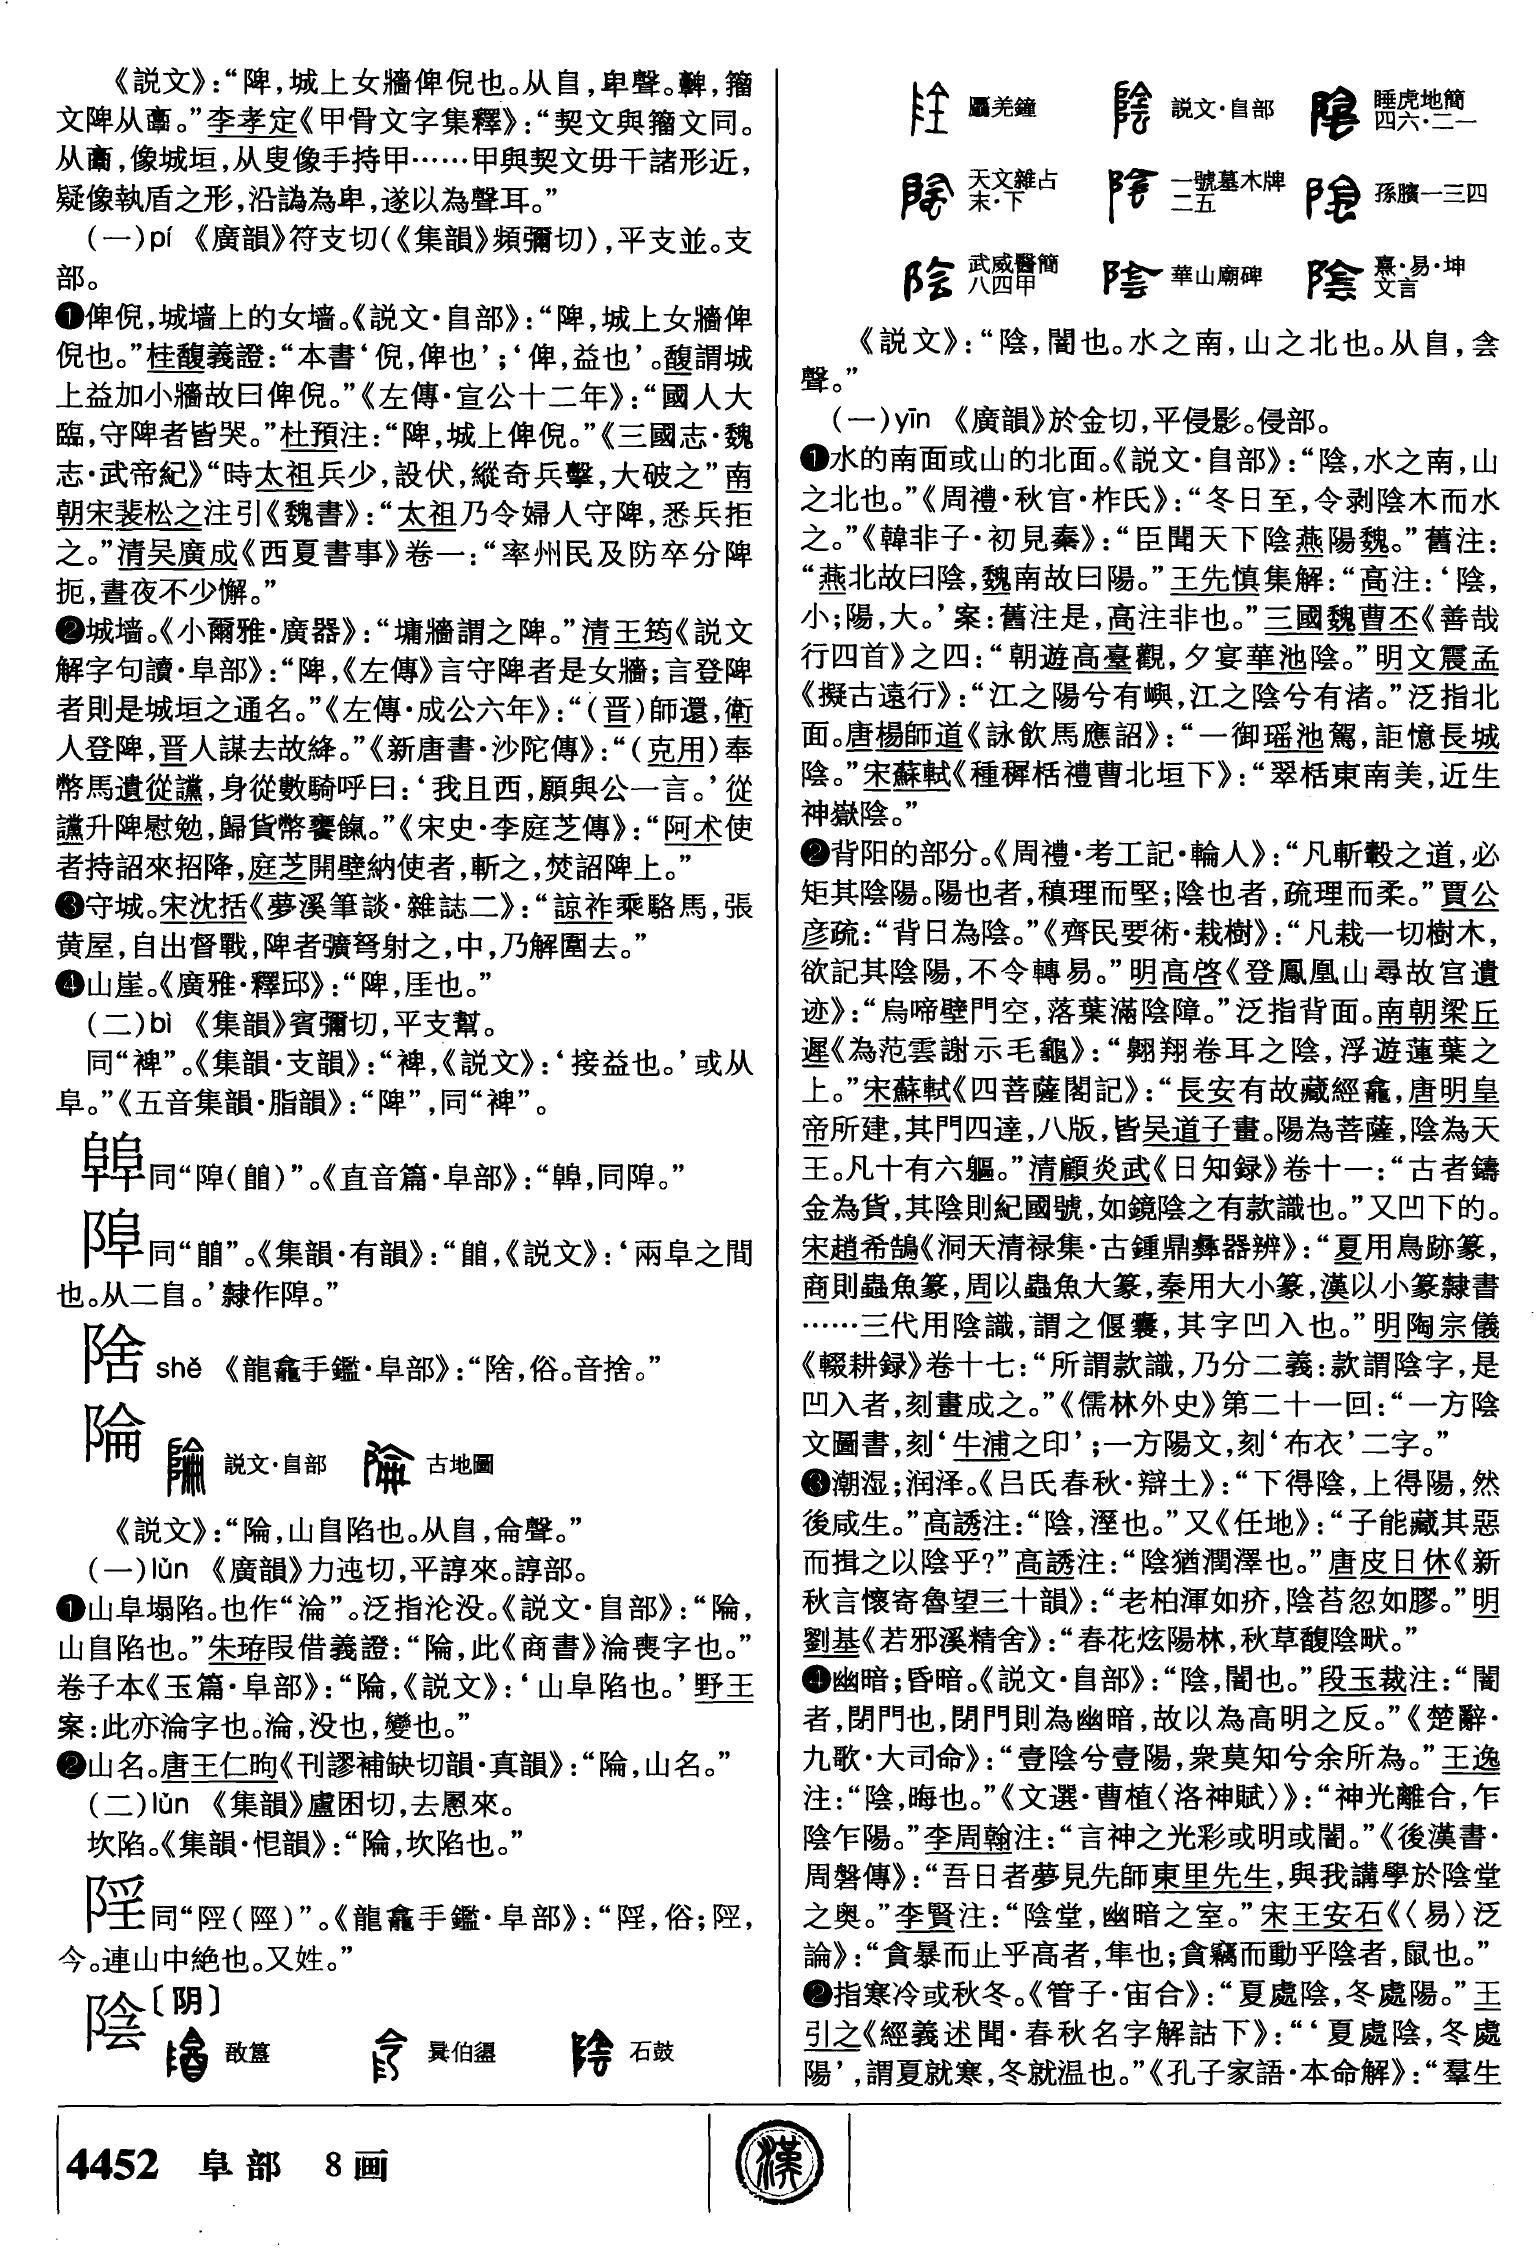 《説文》：“陴，城上女牆俾倪也。从𨸏，卑聲。𩫬，籀
文陴从𩫖。”李孝定《甲骨文字集釋》：“契文與籀文同。
从𩫖，像城垣，从㕜像手持甲……甲與契文毋干諸形近，
疑像執盾之形，沿譌為卑，遂以為聲耳。”
（一）pí 《廣韻》符支切（《集韻》頻彌切），平支並。支
部。
❶俾倪，城墙上的女墙。《説文·𨸏部》：“陴，城上女牆俾
倪也。”桂馥義證：“本書‘倪，俾也’；‘俾，益也’。馥謂城
上益加小牆故曰俾倪。”《左傳·宣公十二年》：“國人大
臨，守陴者皆哭。”杜預注：“陴，城上俾倪。”《三國志·魏
志·武帝紀》“時太祖兵少，設伏，縱奇兵擊，大破之”南
朝宋裴松之注引《魏書》：“太祖乃令婦人守陴，悉兵拒
之。”清吴廣成《西夏書事》卷一：“率州民及防卒分陴
扼，晝夜不少懈。”
❷城墙。《小爾雅·廣器》：“墉牆謂之陴。”清王筠《説文
解字句讀·阜部》：“陴，《左傳》言守陴者是女牆；言登陴
者則是城垣之通名。”《左傳·成公六年》：“（晋）師還，衛
人登陴，晋人謀去故絳。”《新唐書·沙陀傳》：“（克用）奉
幣馬遺從讜，身從數騎呼曰：‘我且西，願與公一言。’從
讜升陴慰勉，歸貨幣饔餼。”《宋史·李庭芝傳》：“阿术使
者持詔來招降，庭芝開壁納使者，斬之，焚詔陴上。”
❸守城。宋沈括《夢溪筆談·雜誌二》：“諒祚乘駱馬，張
黄屋，自出督戰，陴者彍弩射之，中，乃解圍去。”
❹山崖。《廣雅·釋邱》：“陴，厓也。”
（二）bì 《集韻》賓彌切，平支幫。
同“裨”。《集韻·支韻》：“裨，《説文》：‘接益也。’或从
阜。”《五音集韻·脂韻》：“陴”，同“裨”。
同“𨺅（𨺅）”。《直音篇·阜部》：“，同。”
同“”。《集韻·有韻》：“，《説文》：‘兩阜之間
也。从二𨸏。’隸作。”
shě 《龍龕手鑑·阜部》：“，俗。音捨。”
陯
説文·𨸏部 古地圖
《説文》：“陯，山𨸏陷也。从𨸏，侖聲。”
（一）lún 《廣韻》力迍切，平諄來。諄部。
❶山阜塌陷。也作“淪”。泛指沦没。《説文·𨸏部》：“陯，
山𨸏陷也。”朱珔叚借義證：“陯，此《商書》淪喪字也。”
卷子本《玉篇·阜部》：“陯，《説文》：‘山阜陷也。’野王
案：此亦淪字也。淪，没也，變也。”
❷山名。唐王仁昫《刊謬補缺切韻·真韻》：“陯，山名。”
（二）lùn 《集韻》盧困切，去慁來。
坎陷。《集韻·恨韻》：“陯，坎陷也。”
同“（陘）”。《龍龕手鑑·阜部》：“，俗；，
今。連山中絶也。又姓。”
陰〔阴〕
敔簋 㠱伯盨 石鼓
𠫑羌鐘 説文·𨸏部 睡虎地簡四六·二一
天文雜占末·下 一號墓木牌二五 孫臏一三四
武威醫簡八四甲 華山廟碑 熹·易·坤文言
《説文》：“陰，闇也。水之南，山之北也。从𨸏，侌
聲。”
（一）yīn 《廣韻》於金切，平侵影。侵部。
❶水的南面或山的北面。《説文·𨸏部》：“陰，水之南，山
之北也。”《周禮·秋官·柞氏》：“冬日至，令剥陰木而水
之。”《韓非子·初見秦》：“臣聞天下陰燕陽魏。”舊注：
“燕北故曰陰，魏南故曰陽。”王先慎集解：“高注：‘陰，
小；陽，大。’案：舊注是，高注非也。”三國魏曹丕《善哉
行四首》之四：“朝遊高臺觀，夕宴華池陰。”明文震孟
《擬古遠行》：“江之陽兮有嶼，江之陰兮有渚。”泛指北
面。唐楊師道《詠飲馬應詔》：“一御瑶池駕，詎憶長城
陰。”宋蘇軾《種穉栝禮曹北垣下》：“翠栝東南美，近生
神嶽陰。”
❷背阳的部分。《周禮·考工記·輪人》：“凡斬轂之道，必
矩其陰陽。陽也者，稹理而堅；陰也者，疏理而柔。”賈公
彦疏：“背日為陰。”《齊民要術·栽樹》：“凡栽一切樹木，
欲記其陰陽，不令轉易。”明高啓《登鳳凰山尋故宫遺
迹》：“烏啼壁門空，落葉滿陰障。”泛指背面。南朝梁丘
遲《為范雲謝示毛龜》：“翱翔卷耳之陰，浮遊蓮葉之
上。”宋蘇軾《四菩薩閣記》：“長安有故藏經龕，唐明皇
帝所建，其門四達，八版，皆吴道子畫。陽為菩薩，陰為天
王。凡十有六軀。”清顧炎武《日知録》卷十一：“古者鑄
金為貨，其陰則紀國號，如鏡陰之有款識也。”又凹下的。
宋趙希鵠《洞天清禄集·古鍾鼎彝器辨》：“夏用鳥跡篆，
商則蟲魚篆，周以蟲魚大篆，秦用大小篆，漢以小篆隸書
……三代用陰識，謂之偃囊，其字凹入也。”明陶宗儀
《輟耕録》卷十七：“所謂款識，乃分二義：款謂陰字，是
凹入者，刻畫成之。”《儒林外史》第二十一回：“一方陰
文圖書，刻‘牛浦之印’；一方陽文，刻‘布衣’二字。”
❸潮湿；润泽。《吕氏春秋·辯土》：“下得陰，上得陽，然
後咸生。”高誘注：“陰，溼也。”又《任地》：“子能藏其惡
而揖之以陰乎？”高誘注：“陰猶潤澤也。”唐皮日休《新
秋言懷寄魯望三十韻》：“老柏渾如疥，陰苔忽如膠。”明
劉基《若邪溪精舍》：“春花炫陽林，秋草馥陰畎。”
❹幽暗；昏暗。《説文·𨸏部》：“陰，闇也。”段玉裁注：“闇
者，閉門也，閉門則為幽暗，故以為高明之反。”《楚辭·
九歌·大司命》：“壹陰兮壹陽，衆莫知兮余所為。”王逸
注：“陰，晦也。”《文選·曹植〈洛神賦〉》：“神光離合，乍
陰乍陽。”李周翰注：“言神之光彩或明或闇。”《後漢書·
周磐傳》：“吾日者夢見先師東里先生，與我講學於陰堂
之奥。”李賢注：“陰堂，幽暗之室。”宋王安石《〈易〉泛
論》：“貪暴而止乎高者，隼也；貪竊而動乎陰者，鼠也。”
❷指寒冷或秋冬。《管子·宙合》：“夏處陰，冬處陽。”王
引之《經義述聞·春秋名字解詁下》：“‘夏處陰，冬處
陽’，謂夏就寒，冬就温也。”《孔子家語·本命解》：“羣生
4452 阜部 8画
漢